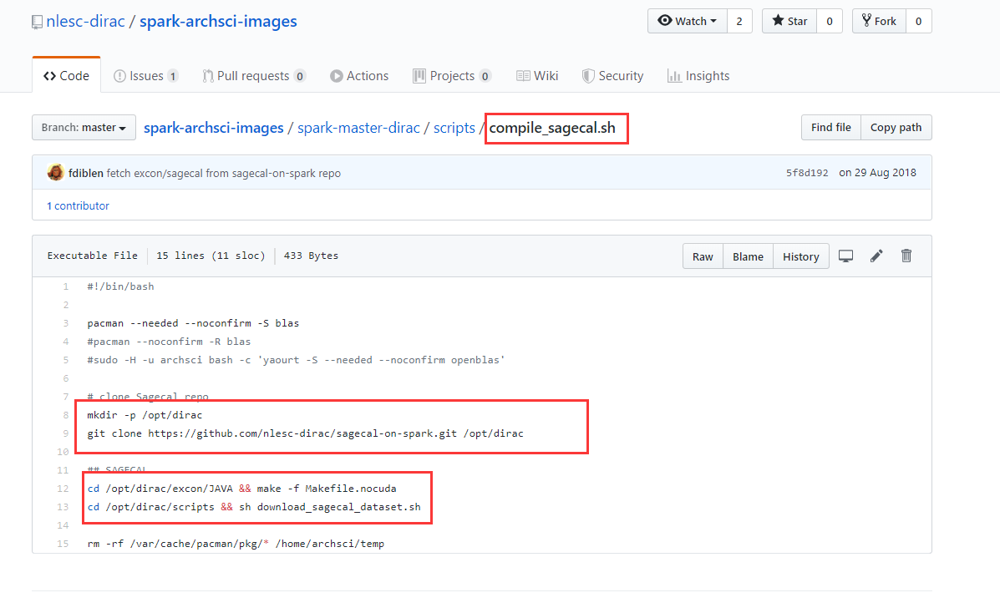 nlesc-dirac / spark-archsci-images
Watch 2 Star 0 Fork 0
Code Issues 1 Pull requests 0 Actions Projects 0 Wiki Security Insights
Branch: master spark-archsci-images / spark-master-dirac / scripts / compile_sagecal.sh Find file Copy path
fdiblen fetch excon/sagecal from sagecal-on-spark repo 5f8d192 on 29 Aug 2018
1 contributor
Executable File 15 lines (11 sloc) 433 Bytes Raw Blame History
1 #!/bin/bash
2
3 pacman --needed --noconfirm -S blas
4 #pacman --noconfirm -R blas
5 #sudo -H -u archsci bash -c 'yaourt -S --needed --noconfirm openblas'
6
7 # clone Sagecal repo
8 mkdir -p /opt/dirac
9 git clone https://github.com/nlesc-dirac/sagecal-on-spark.git /opt/dirac
10
11 ## SAGECAL
12 cd /opt/dirac/excon/JAVA && make -f Makefile.nocuda
13 cd /opt/dirac/scripts && sh download_sagecal_dataset.sh
14
15 rm -rf /var/cache/pacman/pkg/* /home/archsci/temp